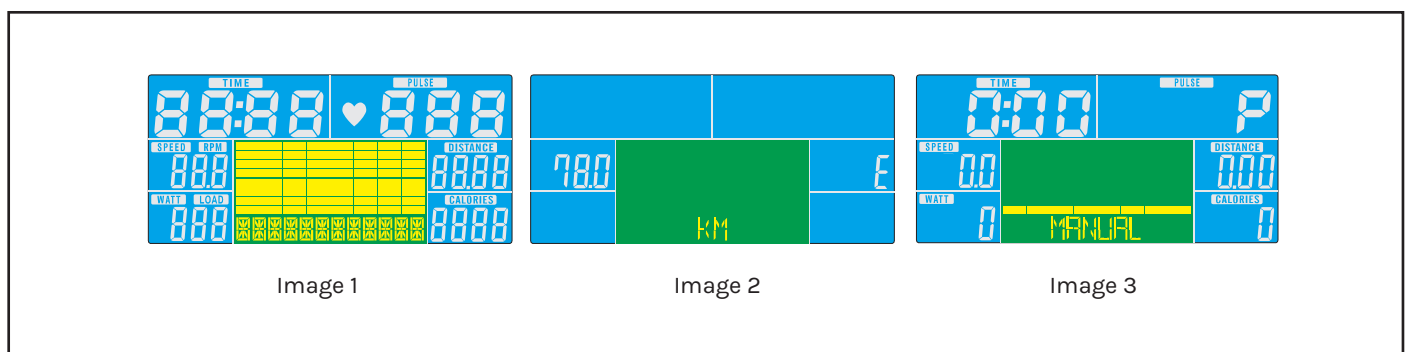 TIME PULSE
88:88 888
SPEED RPM DISTANCE
88.8 88.88
WATT LOAD CALORIES
888 8888
Image 1
78.0 E
KM
Image 2
TIME PULSE
0:00 P
SPEED DISTANCE
0.0 0.00
WATT CALORIES
0 MANUAL 0
Image 3